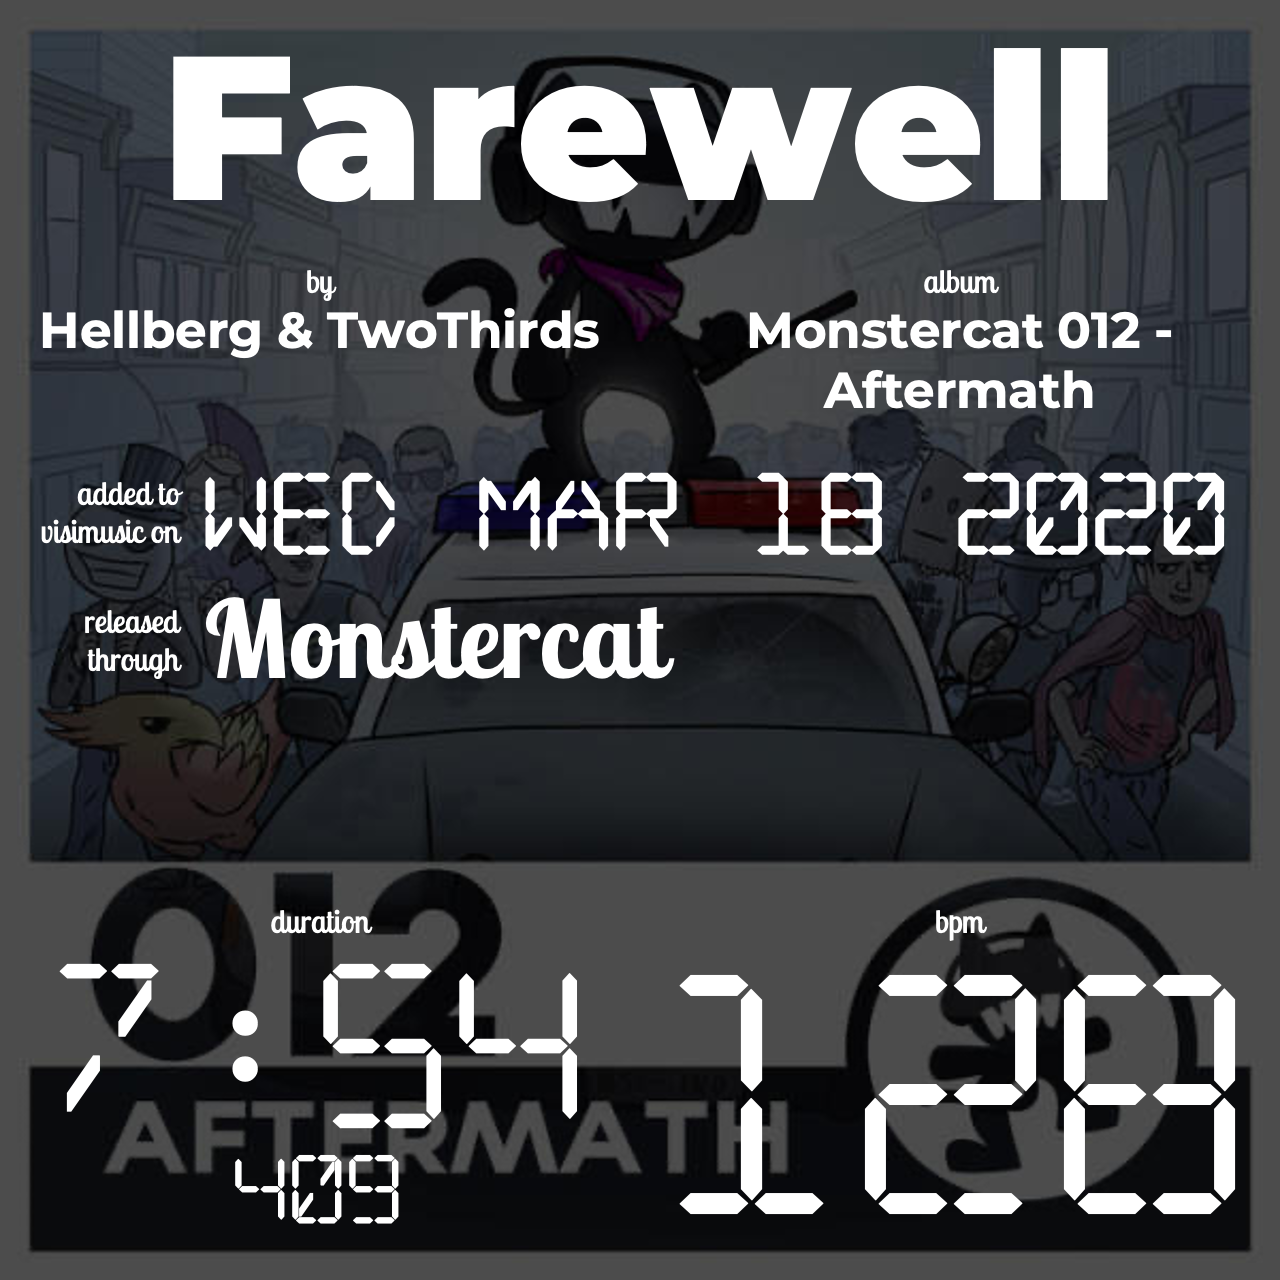 Farewell
by
Hellberg & TwoThirds
album
Monstercat 012 -
Aftermath
added to
visimusic on
WED MAR 18 2020
released
through
Monstercat
012
duration
7:54
409
bpm
128
AFTERMATH